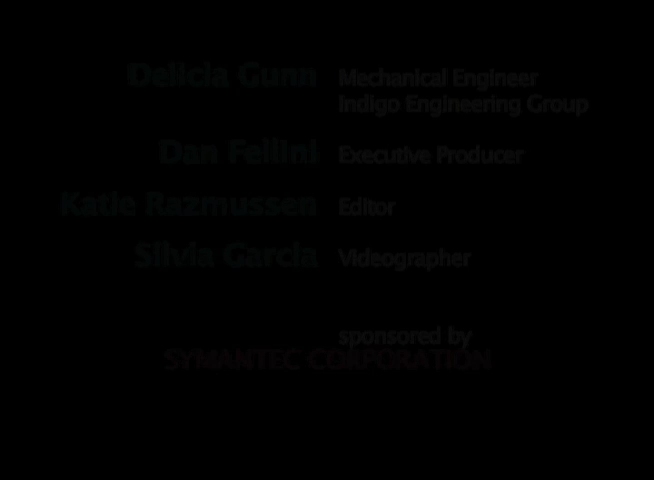 Delicia Gunn Mechanical Engineer
Indigo Engineering Group
Dan Fellini Executive Producer
Katie Razmussen Editor
Silvia Garcia Videographer
sponsored by
SYMANTEC CORPORATION